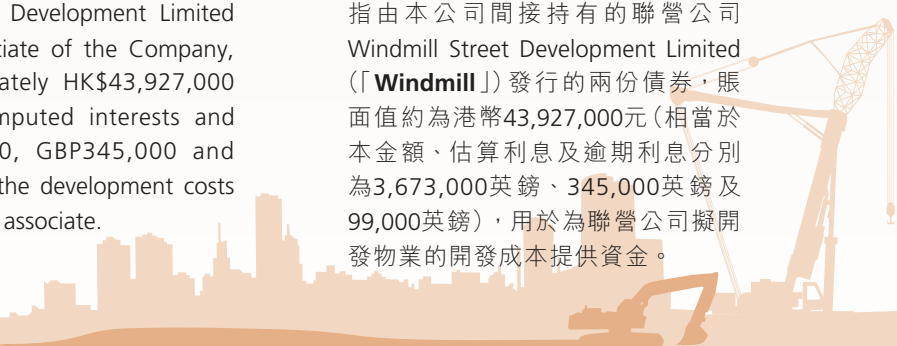 Development Limited
tiate of the Company,
ately HK$43,927,000
mputed interests and
0, GBP345,000 and
the development costs
associate.
指由本公司間接持有的聯營公司
Windmill Street Development Limited
(「Windmill」)發行的兩份債券,賬
面值約為港幣43,927,000元(相當於
本金額、估算利息及逾期利息分別
為3,673,000英鎊、345,000英鎊及
99,000英鎊),用於為聯營公司擬開
發物業的開發成本提供資金。